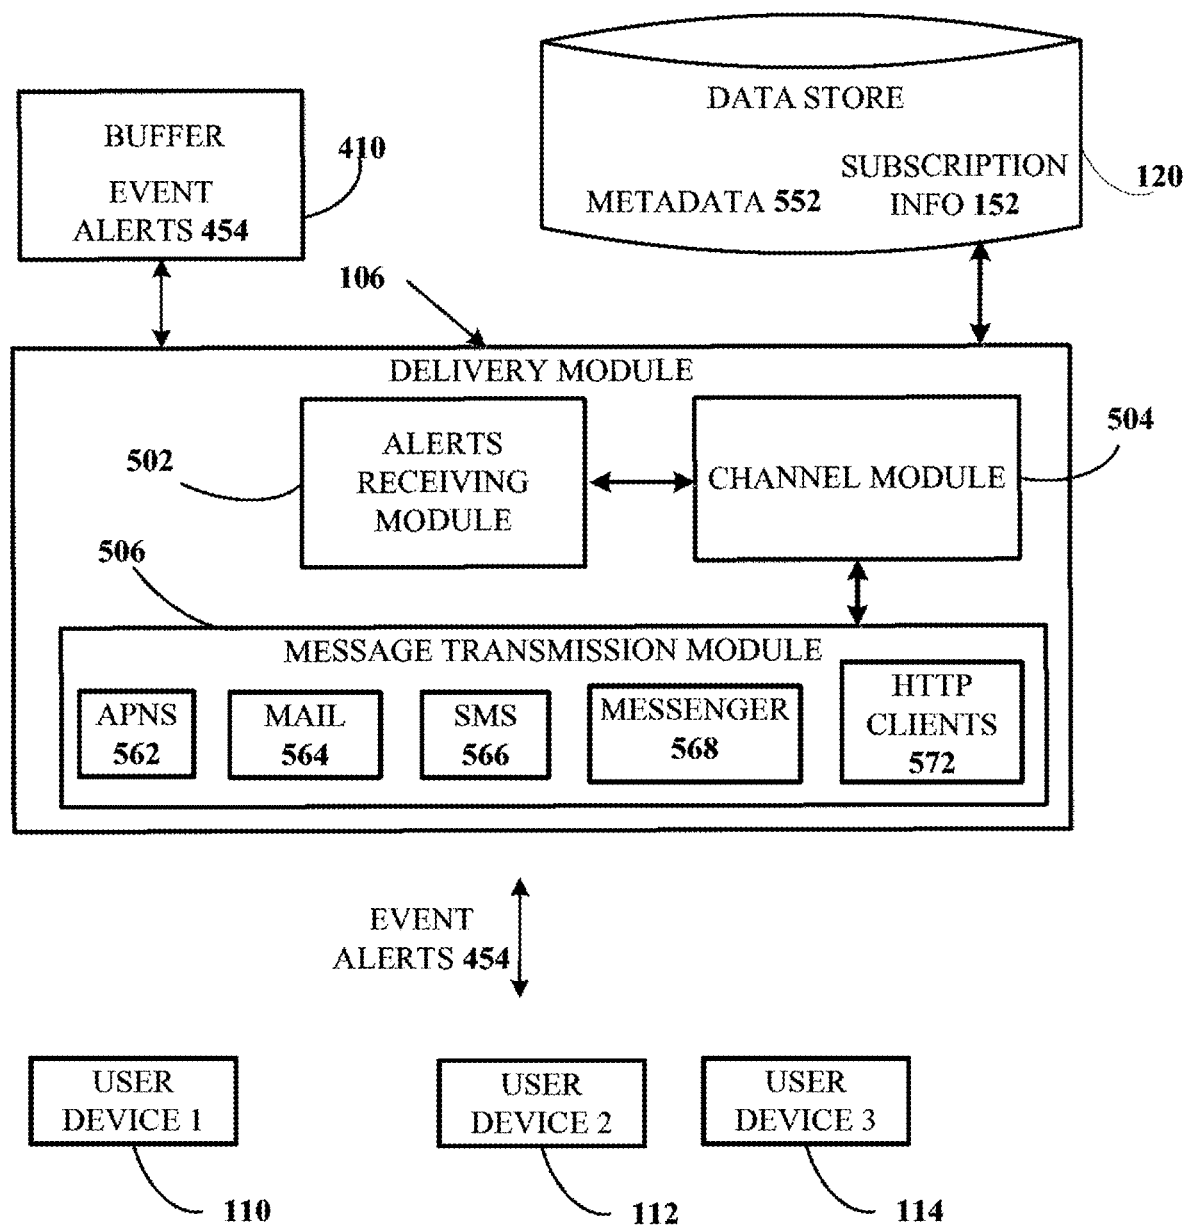 BUFFER
EVENT
ALERTS 454
410
DATA STORE
METADATA 552
SUBSCRIPTION
INFO 152
120
106
DELIVERY MODULE
502
ALERTS
RECEIVING
MODULE
CHANNEL MODULE
504
506
MESSAGE TRANSMISSION MODULE
APNS
562
MAIL
564
SMS
566
MESSENGER
568
HTTP
CLIENTS
572
EVENT
ALERTS 454
USER
DEVICE 1
110
USER
DEVICE 2
112
USER
DEVICE 3
114